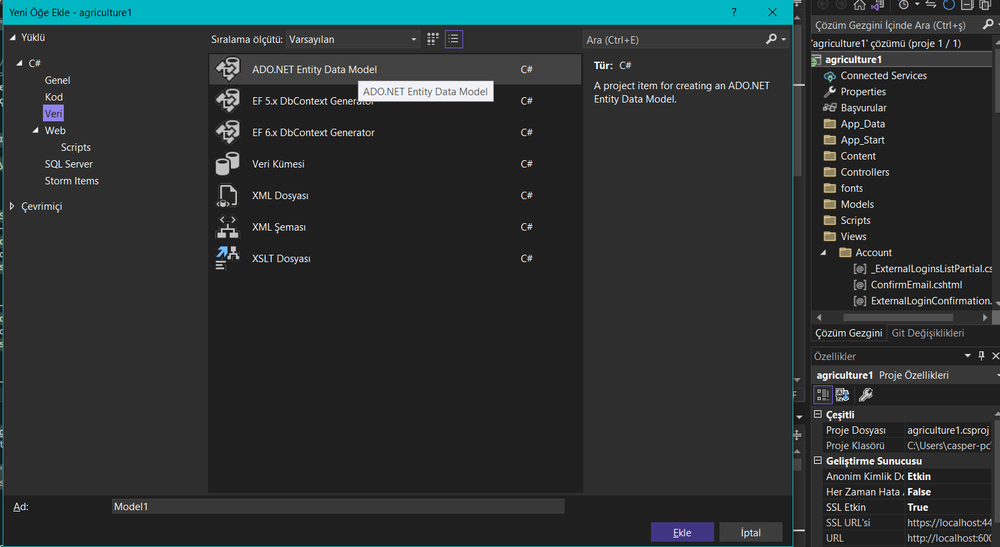 Yeni Öğe Ekle - agriculture1
?
Yüklü
C#
Genel
Kod
Veri
Web
Scripts
SQL Server
Storm Items
Çevrimiçi
Sıralama ölçütü: Varsayılan
ADO.NET Entity Data Model C#
ADO.NET Entity Data Model
EF 5.x DbContext Generator C#
EF 6.x DbContext Generator C#
Veri Kümesi C#
XML Dosyası C#
XML Şeması C#
XSLT Dosyası C#
Ara (Ctrl+E)
Tür: C#
A project item for creating an ADO.NET
Entity Data Model.
Ad: Model1
Ekle İptal
Çözüm Gezgini İçinde Ara (Ctrl+ş)
'agriculture1' çözümü (proje 1 / 1)
agriculture1
Connected Services
Properties
Başvurular
App_Data
App_Start
Content
Controllers
fonts
Models
Scripts
Views
Account
_ExternalLoginsListPartial.cs
ConfirmEmail.cshtml
ExternalLoginConfirmation.
Çözüm Gezgini Git Değişiklikleri
Özellikler
agriculture1 Proje Özellikleri
Çeşitli
Proje Dosyası agriculture1.csproj
Proje Klasörü C:\Users\casper-pc\
Geliştirme Sunucusu
Anonim Kimlik Do Etkin
Her Zaman Hata False
SSL Etkin True
SSL URL'si https://localhost:44
URL http://localhost:600